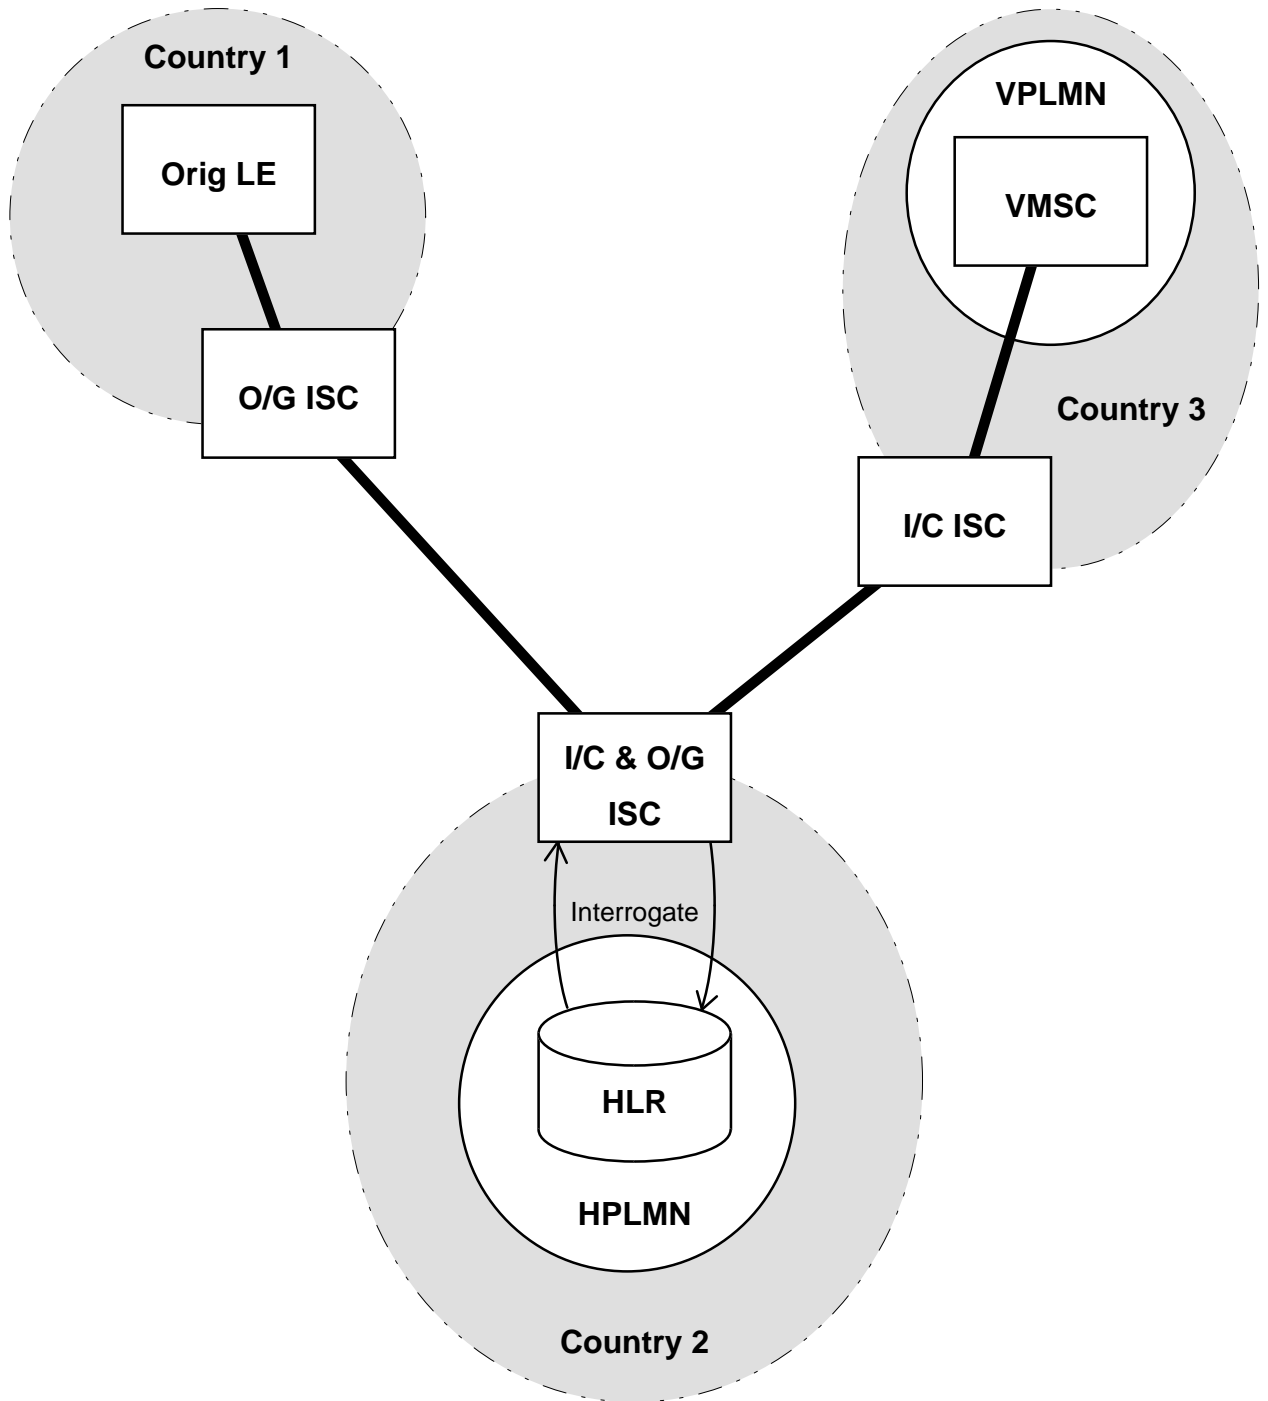 Country 1
Orig LE
O/G ISC
VPLMN
VMSC
Country 3
I/C ISC
I/C & O/G
ISC
Interrogate
HLR
HPLMN
Country 2